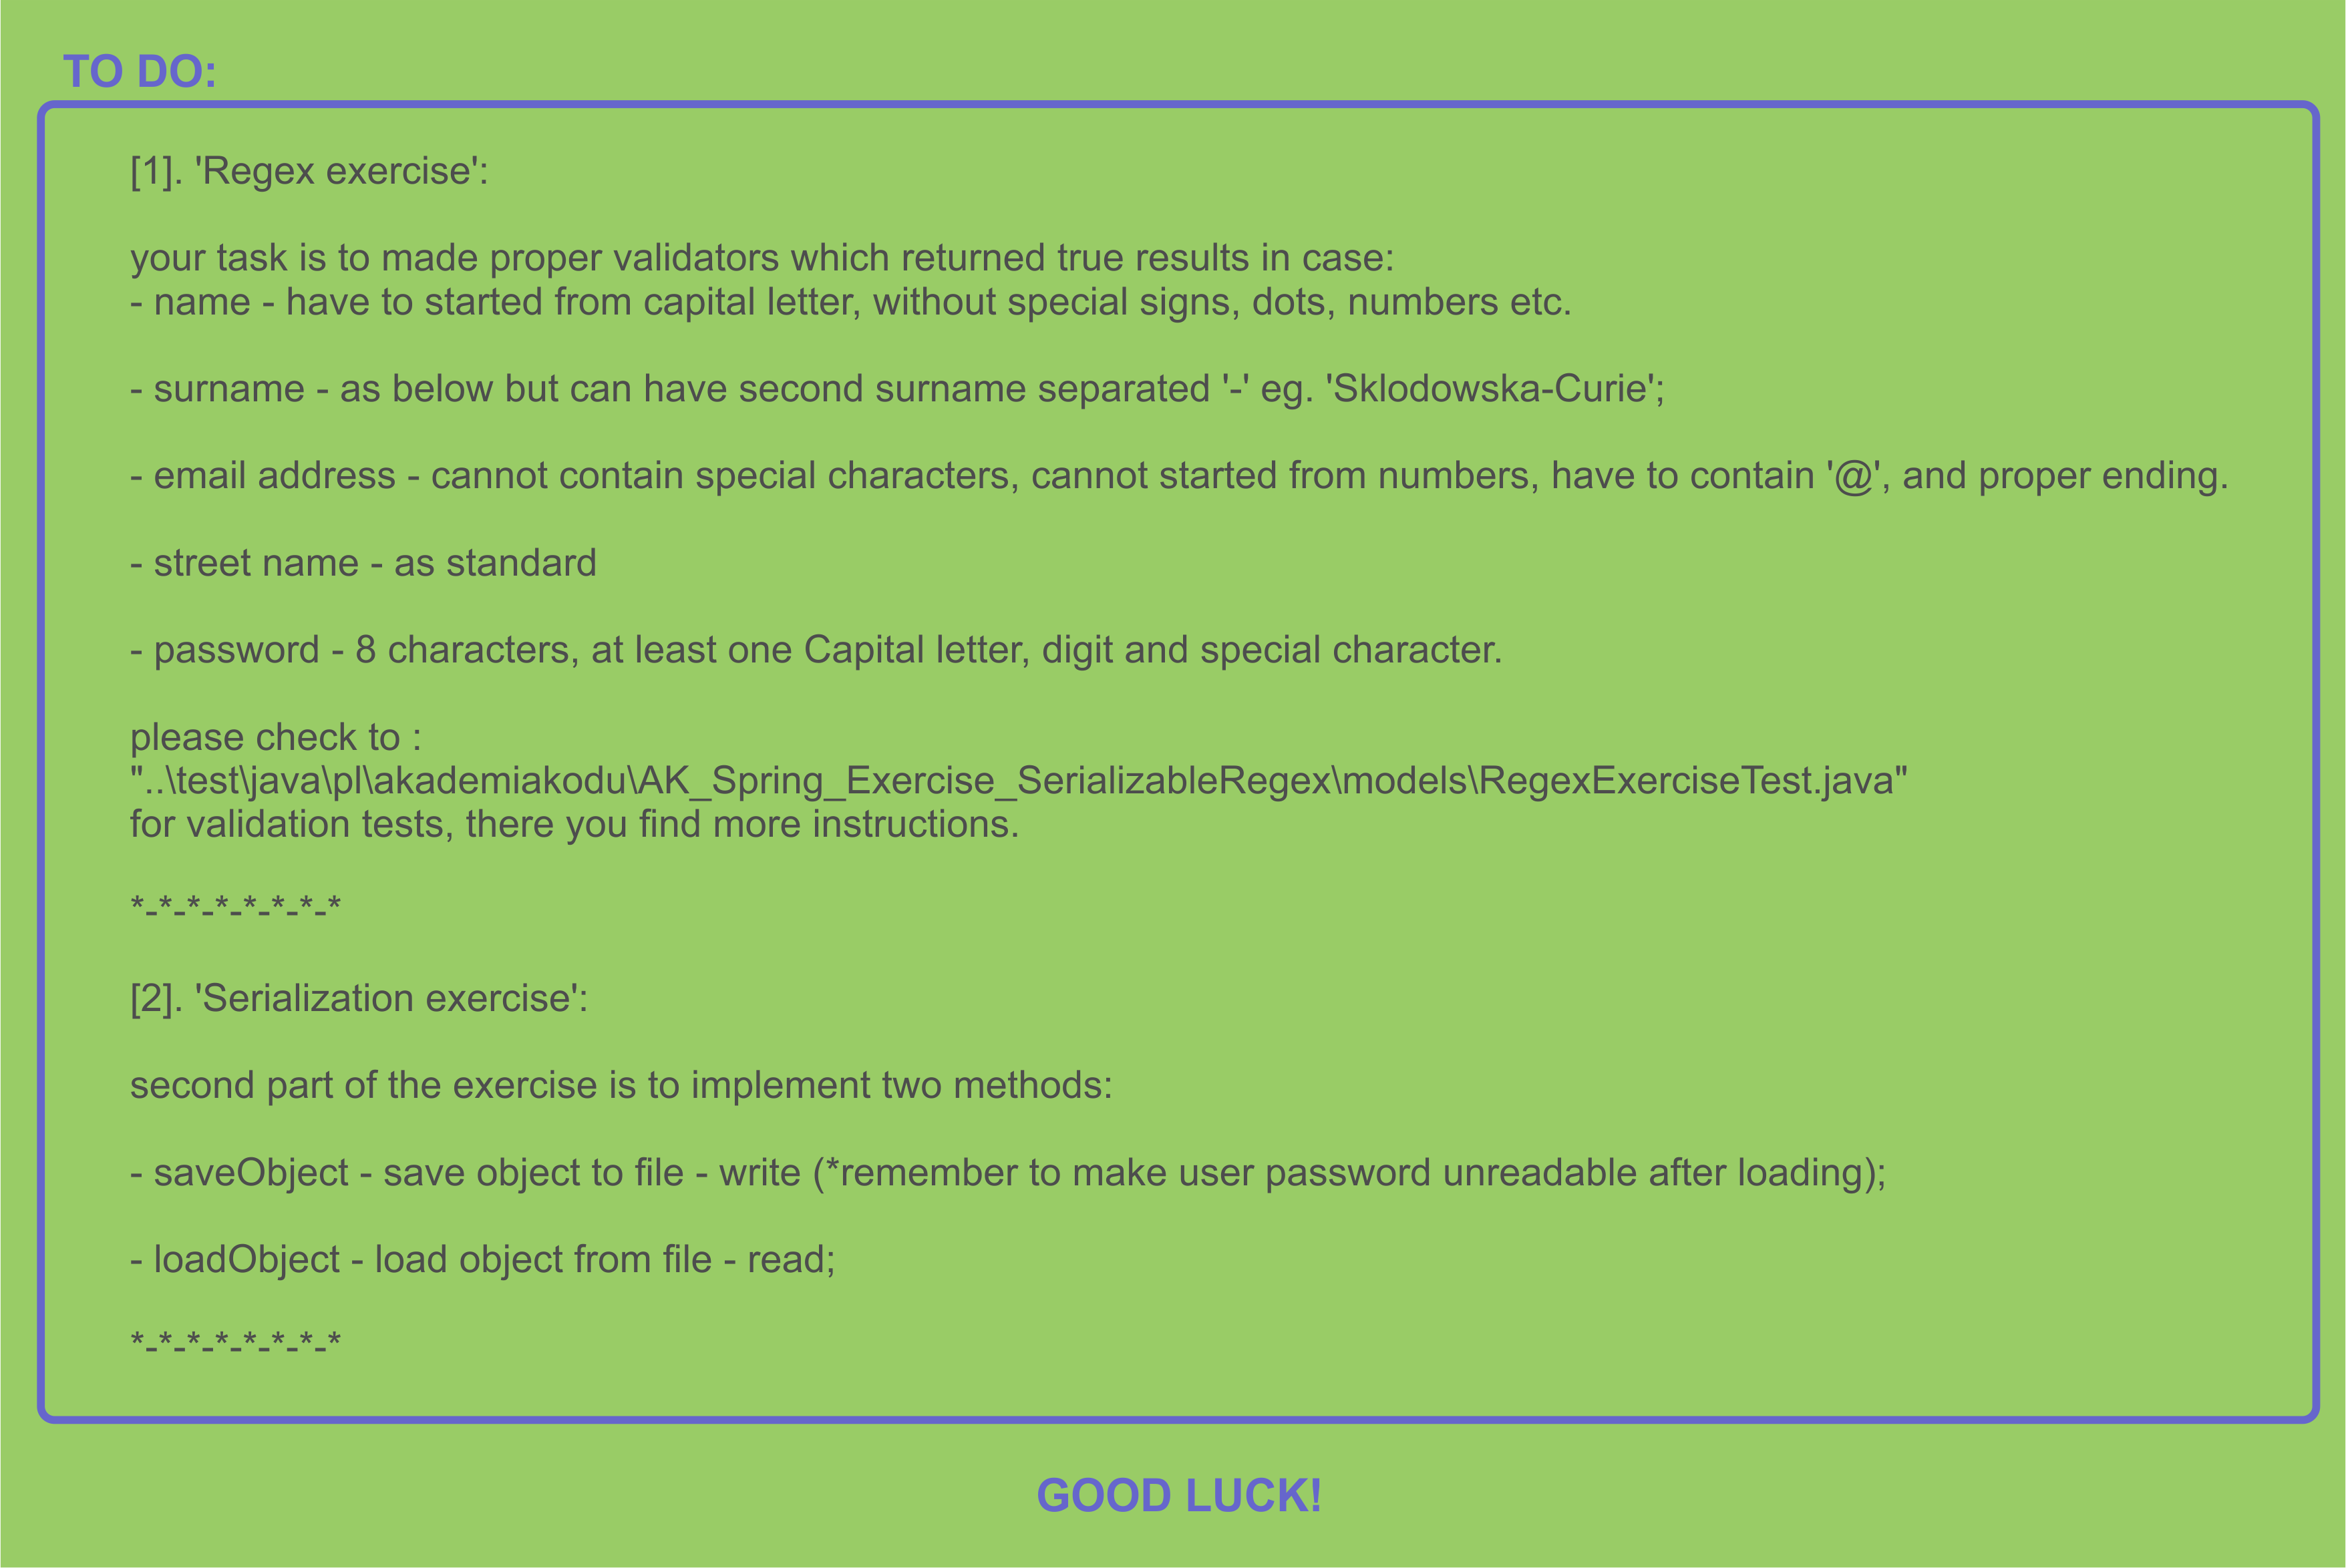 TO DO:
[1]. 'Regex exercise':
your task is to made proper validators which returned true results in case:
- name - have to started from capital letter, without special signs, dots, numbers etc.
- surname - as below but can have second surname separated '-' eg. 'Sklodowska-Curie';
- email address - cannot contain special characters, cannot started from numbers, have to contain '@', and proper ending.
- street name - as standard
- password - 8 characters, at least one Capital letter, digit and special character.
please check to :
"..\test\java\pl\akademiakodu\AK_Spring_Exercise_SerializableRegex\models\RegexExerciseTest.java"
for validation tests, there you find more instructions.
*-*-*-*-*-*-*-*
[2]. 'Serialization exercise':
second part of the exercise is to implement two methods:
- saveObject - save object to file - write (*remember to make user password unreadable after loading);
- loadObject - load object from file - read;
*-*-*-*-*-*-*-*
GOOD LUCK!